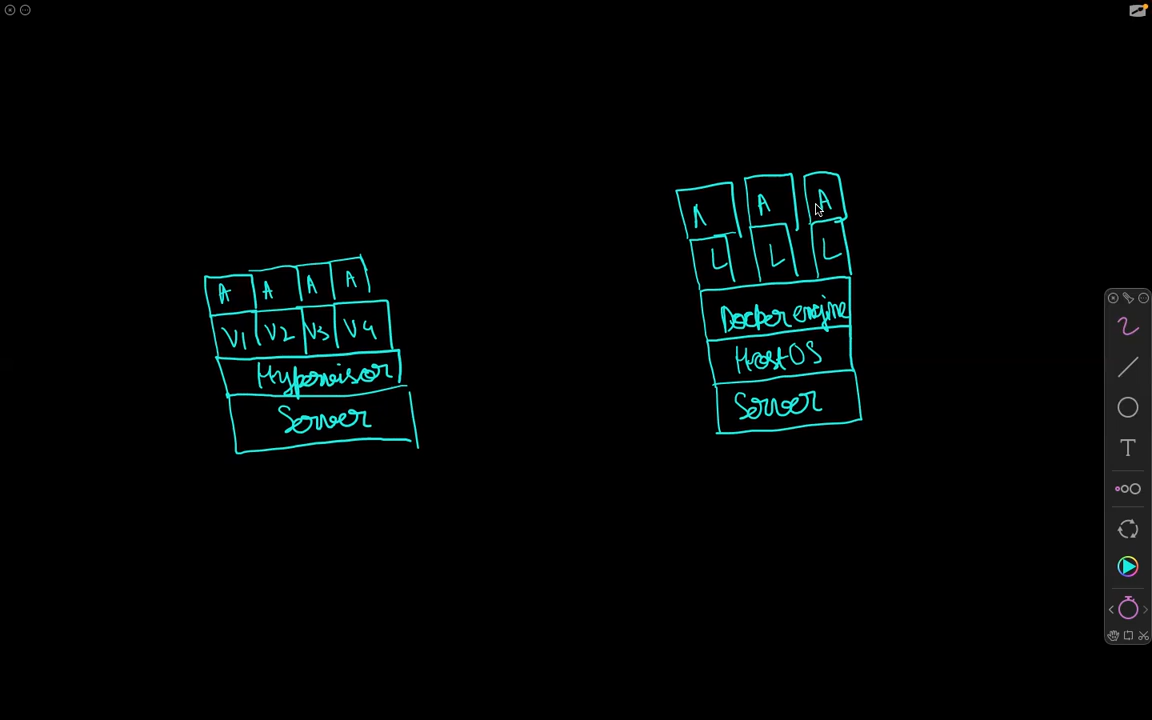 A A A A
V1 V2 V3 V4
Hypervisor
Server
A A A
L L L
Docker engine
Host OS
Server
T